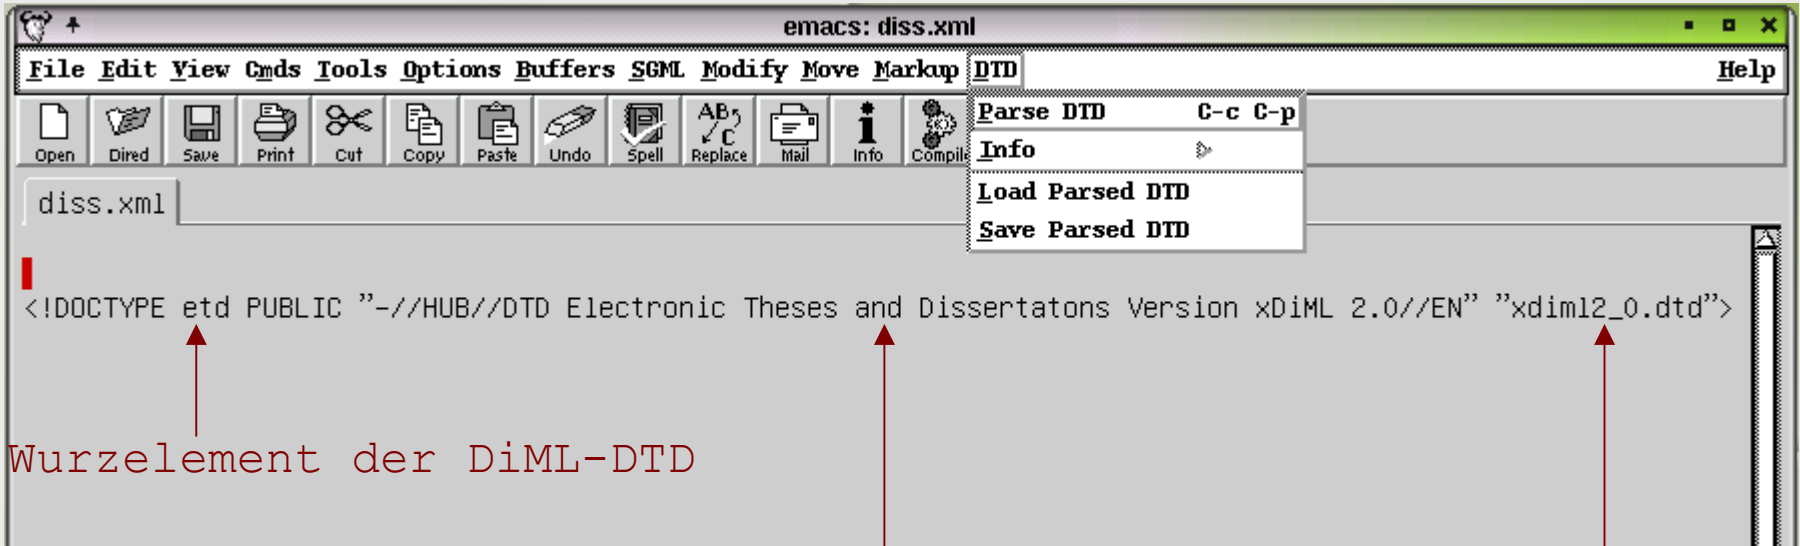 emacs: diss.xml
File Edit View Cmds Tools Options Buffers SGML Modify Move Markup DTD Help
Open Dired Save Print Cut Copy Paste Undo Spell Replace Mail Info Compile
Parse DTD C-c C-p
Info
Load Parsed DTD
Save Parsed DTD
diss.xml
<!DOCTYPE etd PUBLIC ”-//HUB//DTD Electronic Theses and Dissertatons Version xDiML 2.0//EN” ”xdiml2_0.dtd”>
Wurzelement der DiML-DTD